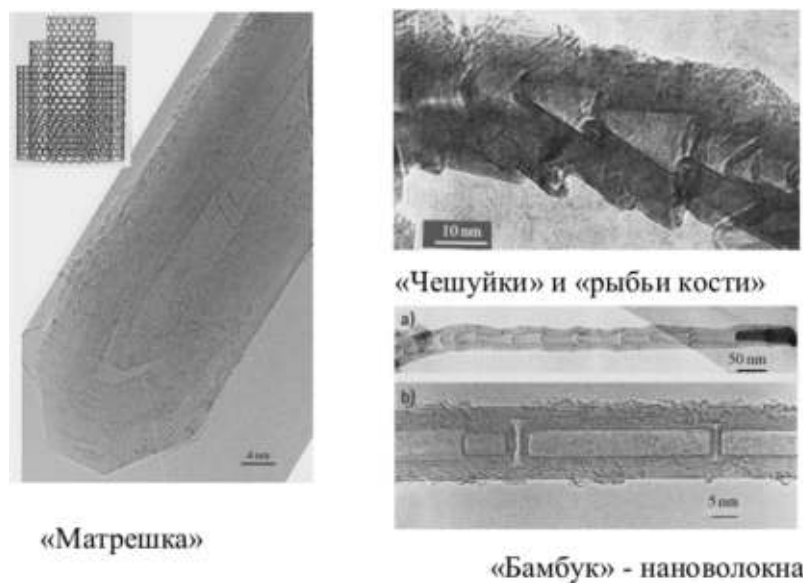 4 nm
«Матрешка»
10 nm
«Чешуйки» и «рыбьи кости»
a)
50 nm
b)
5 nm
«Бамбук» - нановолокна